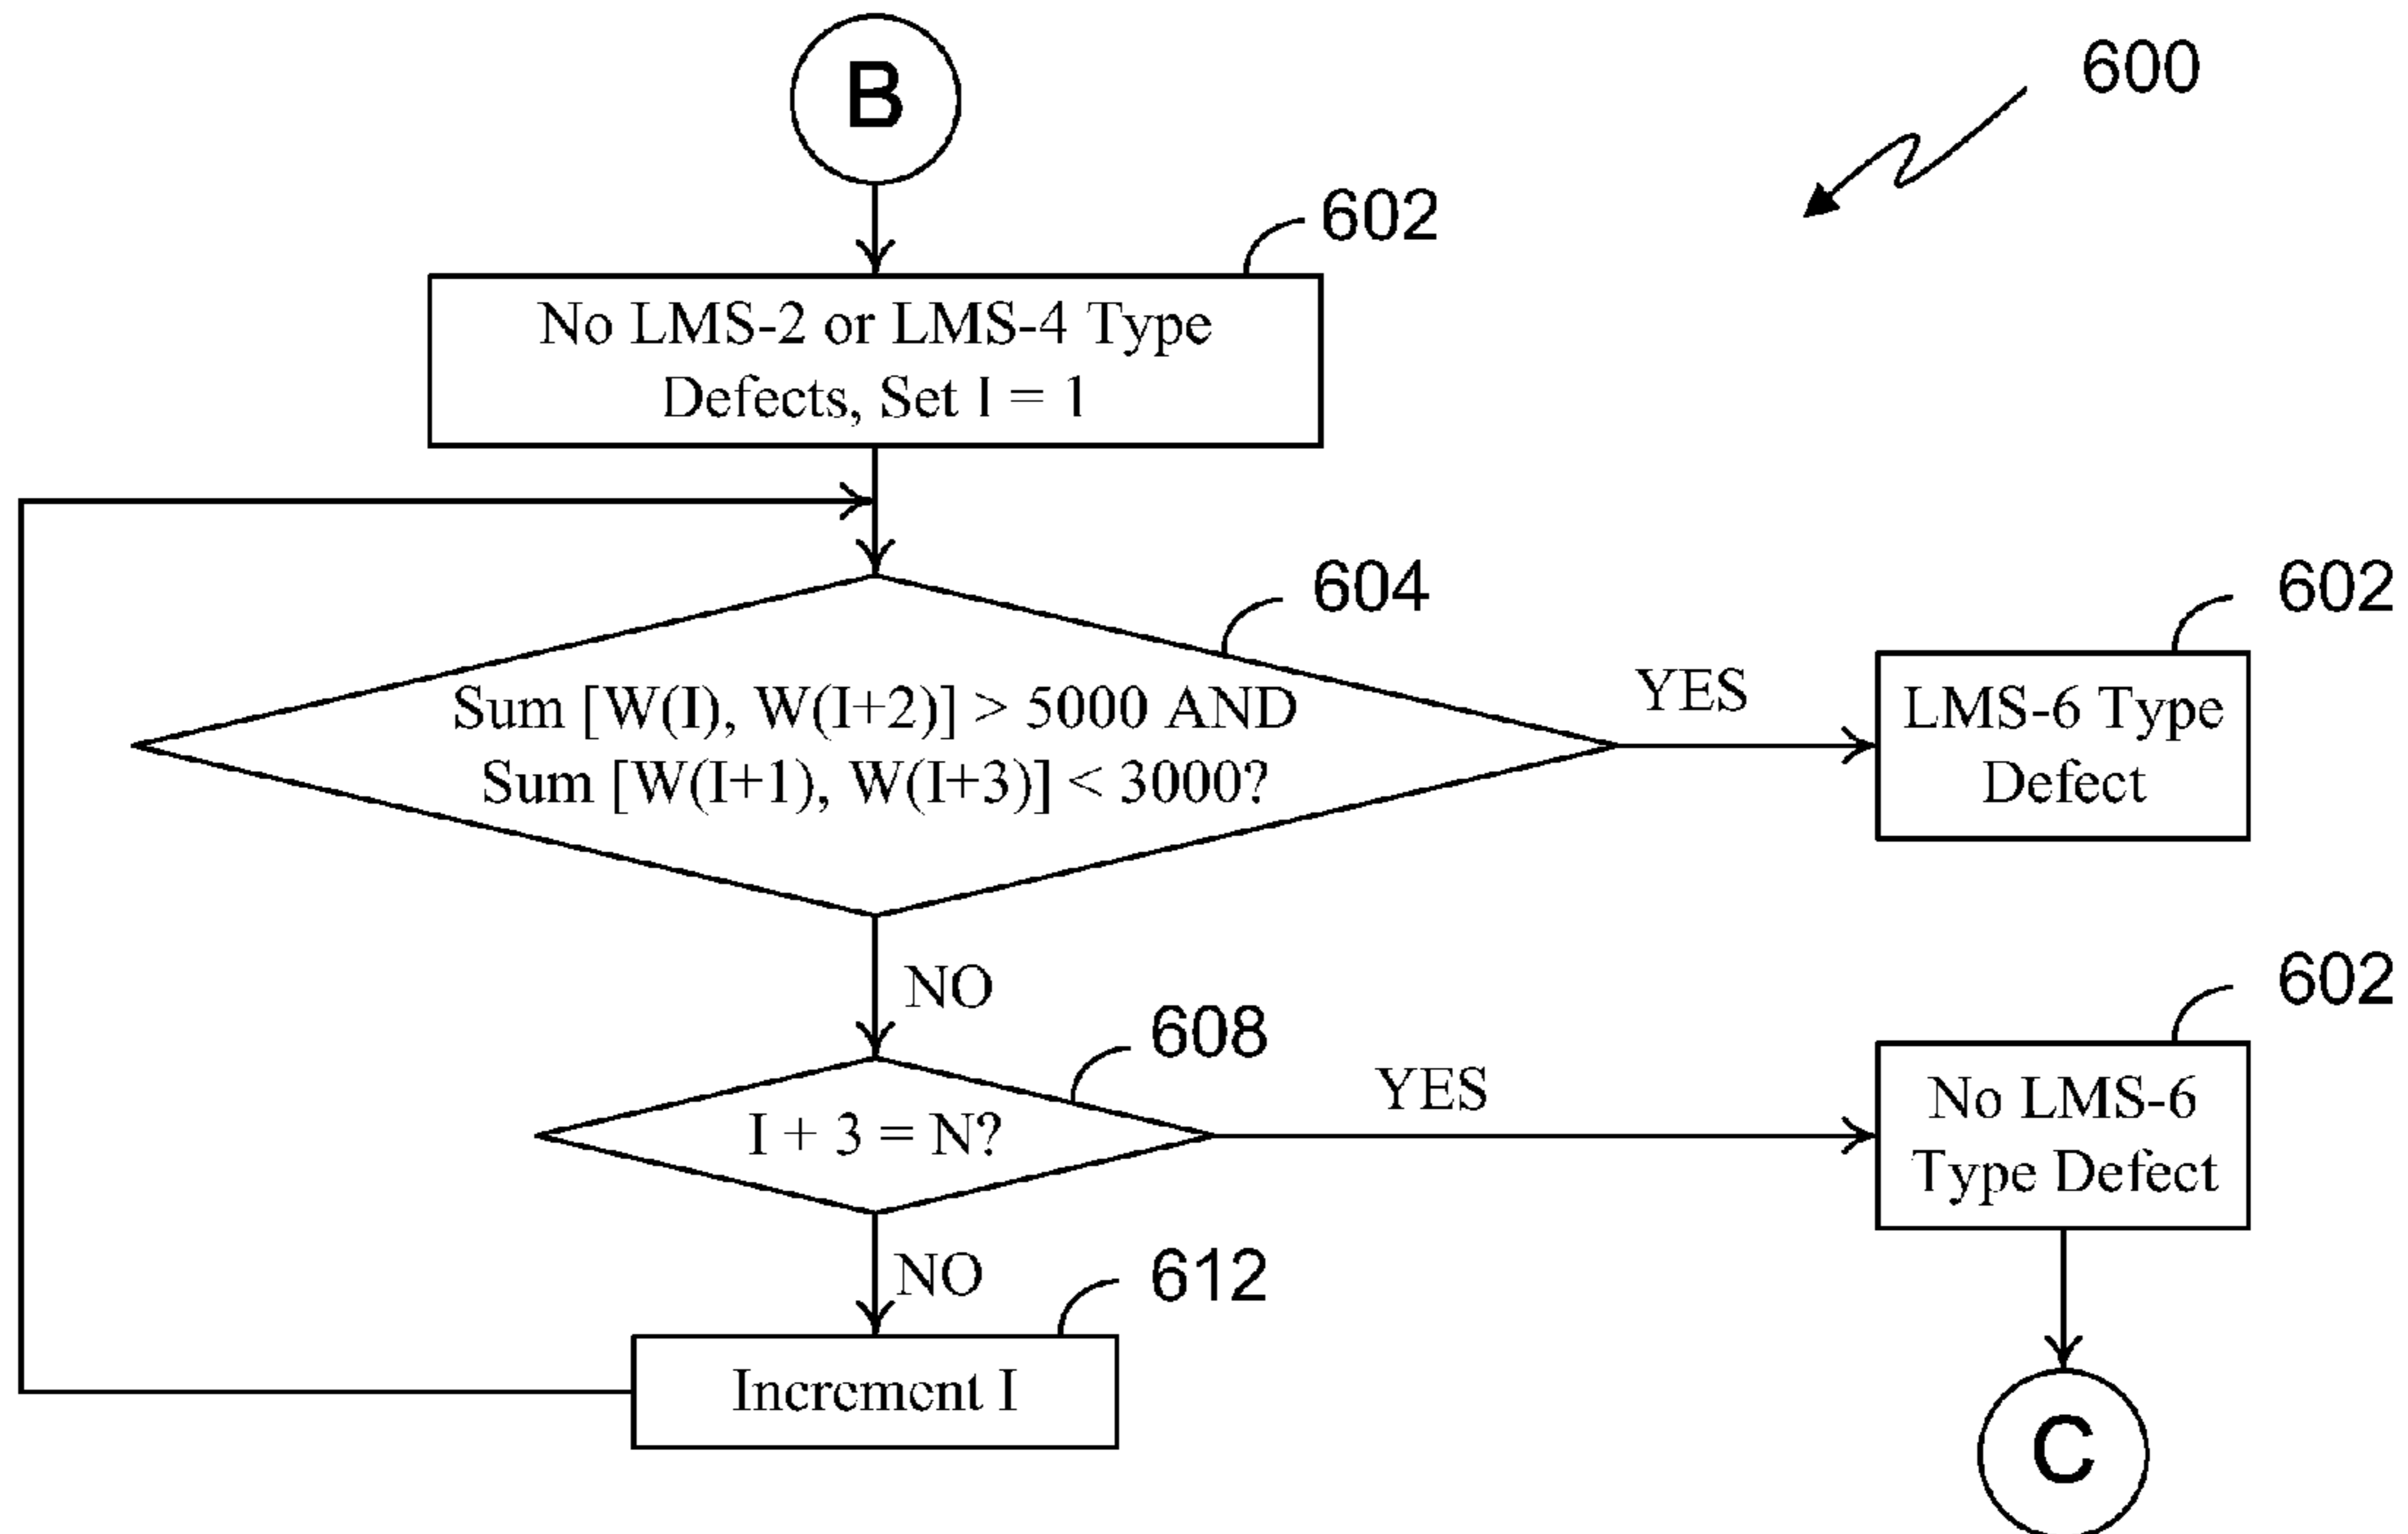 B
600
602
No LMS-2 or LMS-4 Type
Defects, Set I = 1
604
Sum [W(I), W(I+2)] > 5000 AND
Sum [W(I+1), W(I+3)] < 3000?
YES
602
LMS-6 Type
Defect
NO
608
I + 3 = N?
YES
602
No LMS-6
Type Defect
NO
612
Increment I
C